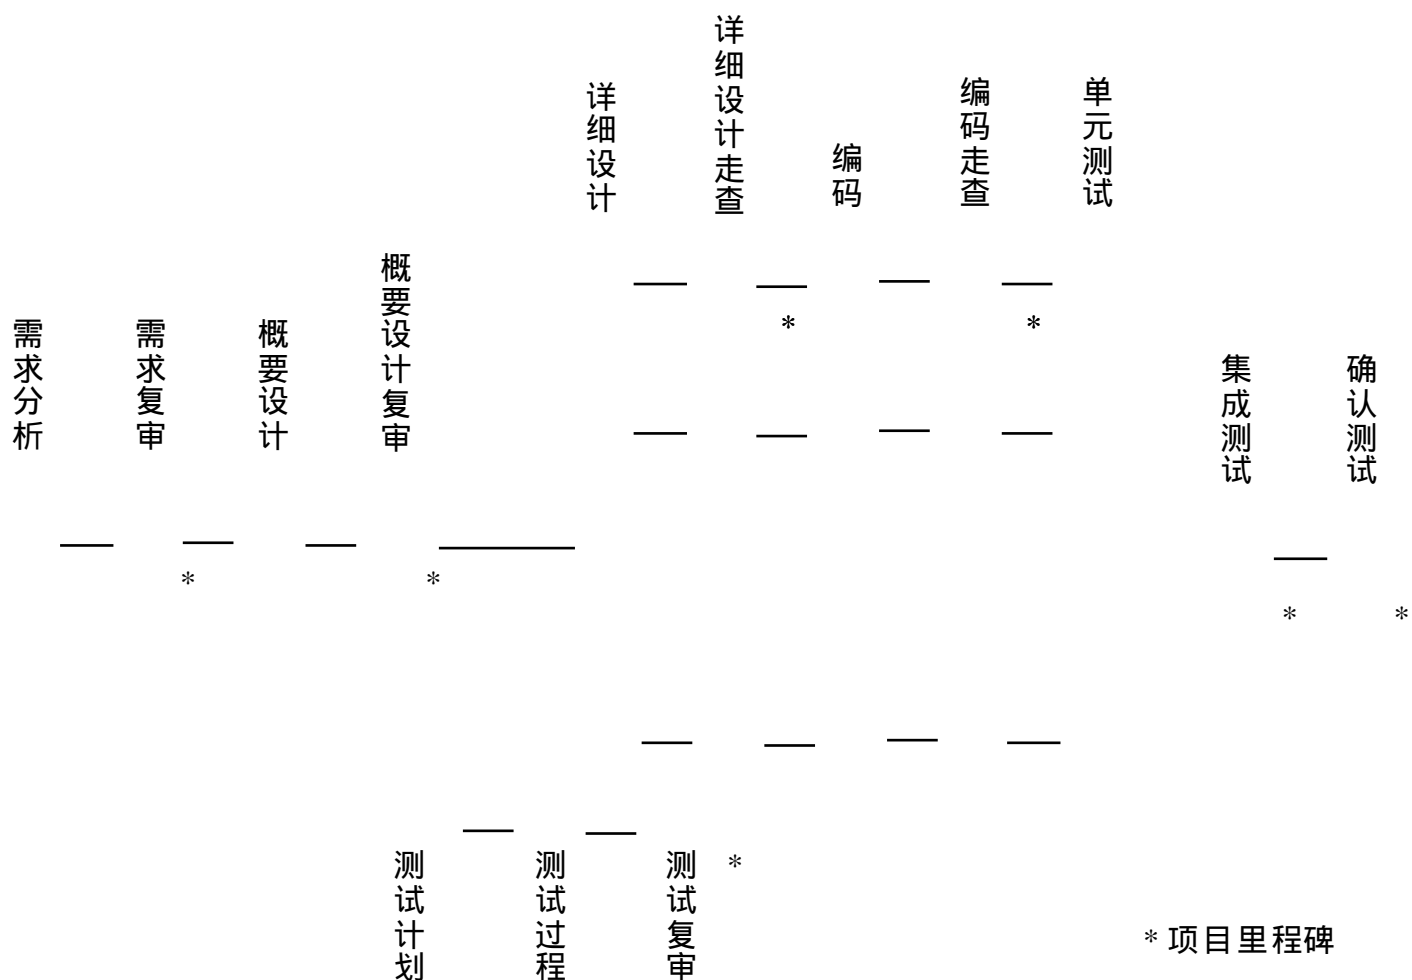 需求分析
需求复审
*
概要设计
概要设计复审
*
详细设计
详细设计走查
*
编码
编码走查
*
单元测试
集成测试
*
确认测试
*
测试计划
测试过程
测试复审
*
* 项目里程碑